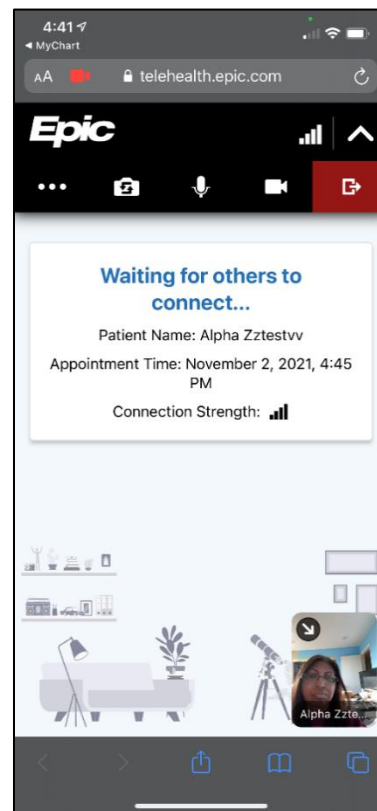 4:41
◀ MyChart
AA telehealth.epic.com
Epic
Waiting for others to
connect...
Patient Name: Alpha Zztestvv
Appointment Time: November 2, 2021, 4:45
PM
Connection Strength:
Alpha Zzte...